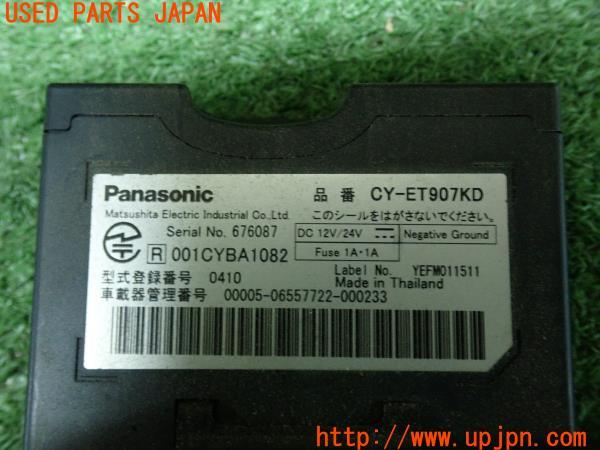 USED PARTS JAPAN
Panasonic 品番 CY-ET907KD
Matsushita Electric Industrial Co.,Ltd. このシールをはがさないでください。
Serial No. 676087 DC 12V/24V Negative Ground
R 001CYBA1082 Fuse 1A・1A
型式登録番号 0410 Label No. YEFM011511
Made in Thailand
車載器管理番号 00005-06557722-000233
http://www.upjpn.com